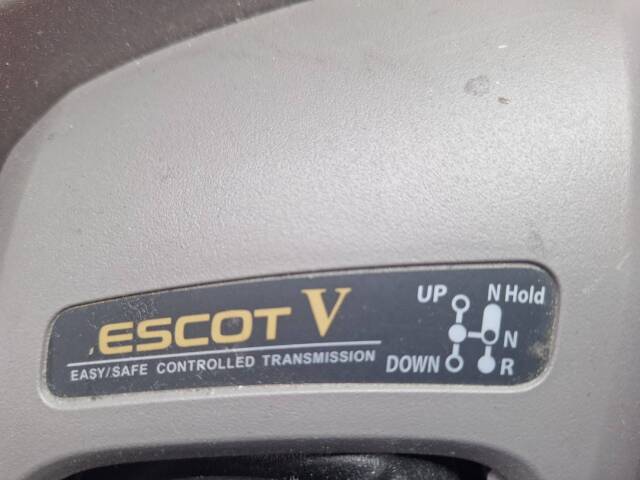 ESCOT V
EASY/SAFE CONTROLLED TRANSMISSION
UP N Hold
N
DOWN R